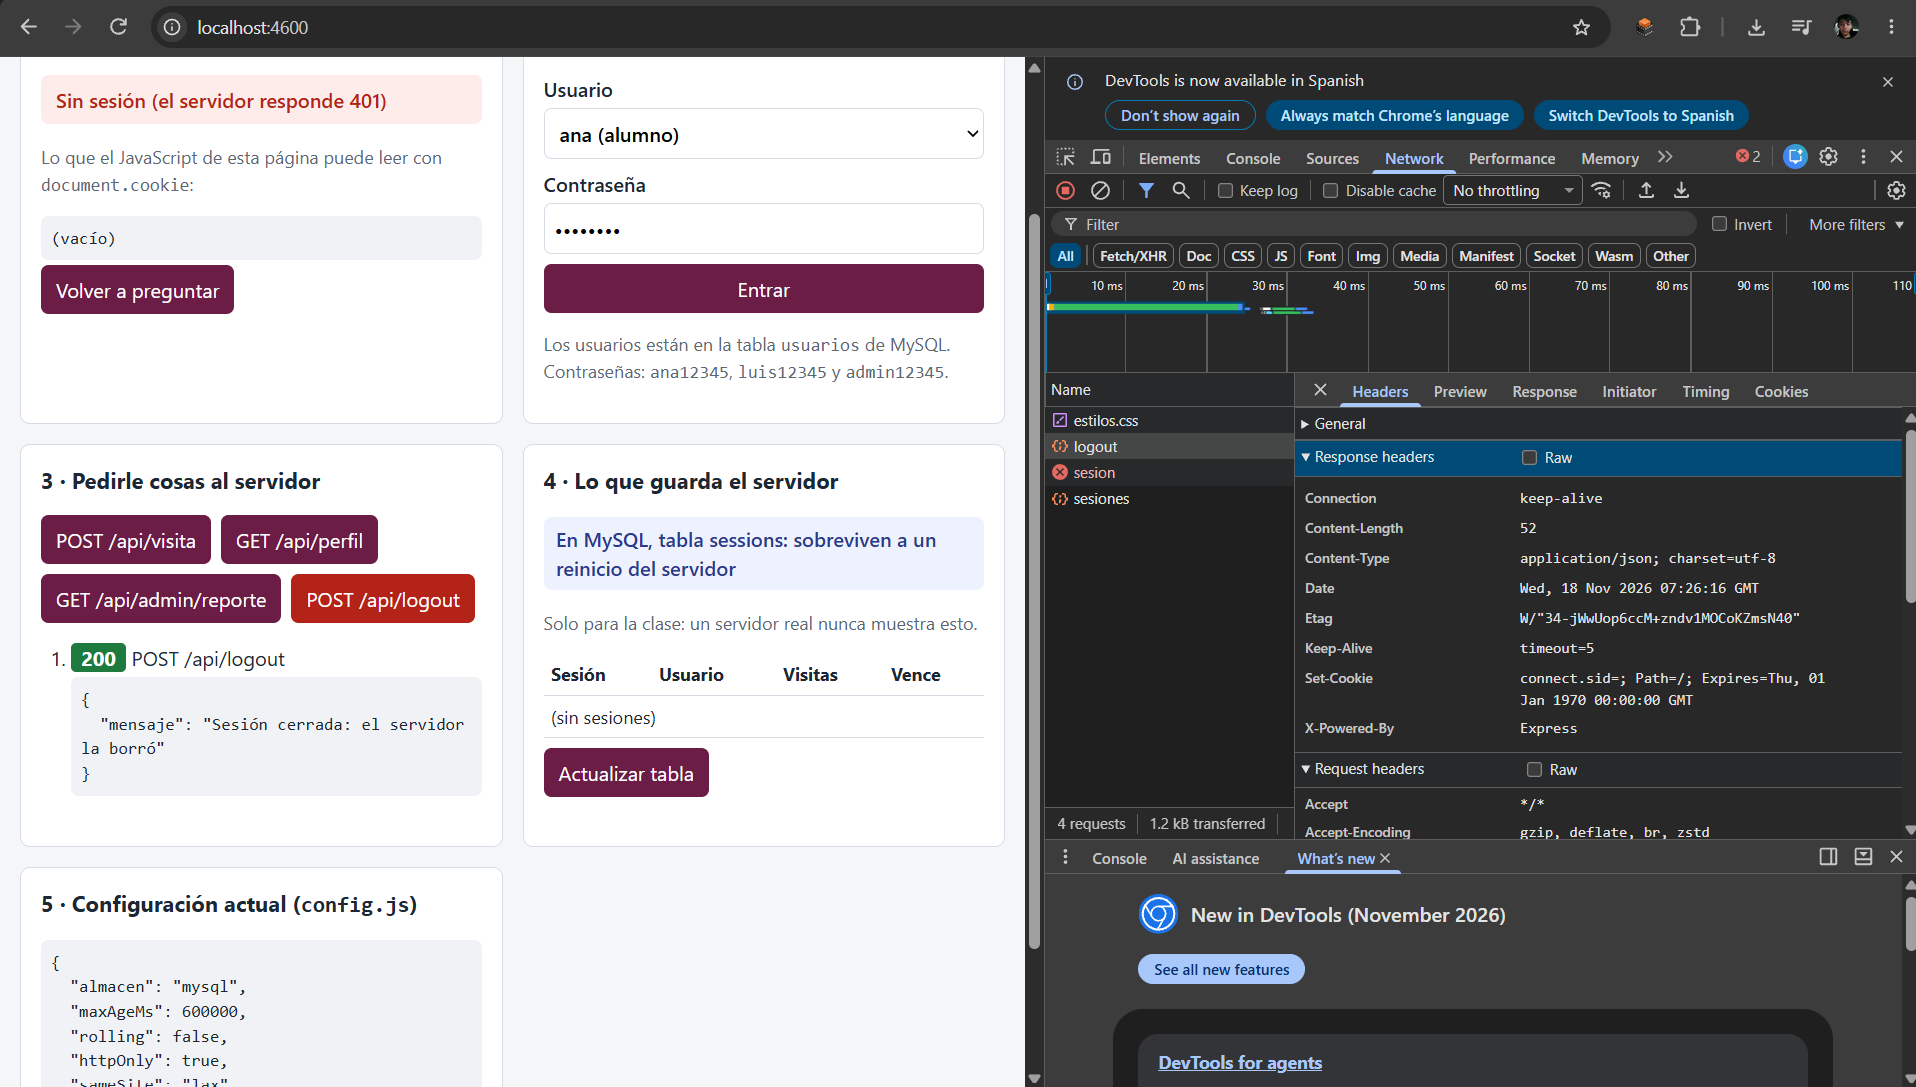 localhost:4600
Sin sesión (el servidor responde 401)
Lo que el JavaScript de esta página puede leer con
document.cookie:
(vacío)
Volver a preguntar
Usuario
ana (alumno)
Contraseña
••••••••
Entrar
Los usuarios están en la tabla usuarios de MySQL.
Contraseñas: ana12345, luis12345 y admin12345.
3 · Pedirle cosas al servidor
POST /api/visita
GET /api/perfil
GET /api/admin/reporte
POST /api/logout
1. 200 POST /api/logout
{
"mensaje": "Sesión cerrada: el servidor
la borró"
}
4 · Lo que guarda el servidor
En MySQL, tabla sessions: sobreviven a un
reinicio del servidor
Solo para la clase: un servidor real nunca muestra esto.
Sesión Usuario Visitas Vence
(sin sesiones)
Actualizar tabla
5 · Configuración actual (config.js)
{
"almacen": "mysql",
"maxAgeMs": 600000,
"rolling": false,
"httpOnly": true,
"sameSite": "lax"
DevTools is now available in Spanish
Don't show again
Always match Chrome's language
Switch DevTools to Spanish
Elements Console Sources Network Performance Memory 2
Keep log Disable cache No throttling
Filter Invert More filters
All Fetch/XHR Doc CSS JS Font Img Media Manifest Socket Wasm Other
10 ms 20 ms 30 ms 40 ms 50 ms 60 ms 70 ms 80 ms 90 ms 100 ms 110
Name
estilos.css
logout
sesion
sesiones
4 requests 1.2 kB transferred
Headers Preview Response Initiator Timing Cookies
General
Response headers Raw
Connection keep-alive
Content-Length 52
Content-Type application/json; charset=utf-8
Date Wed, 18 Nov 2026 07:26:16 GMT
Etag W/"34-jWwUop6ccM+zndv1MOCoKZmsN40"
Keep-Alive timeout=5
Set-Cookie connect.sid=; Path=/; Expires=Thu, 01
Jan 1970 00:00:00 GMT
X-Powered-By Express
Request headers Raw
Accept */*
Accept-Encoding gzip, deflate, br, zstd
Console AI assistance What's new
New in DevTools (November 2026)
See all new features
DevTools for agents